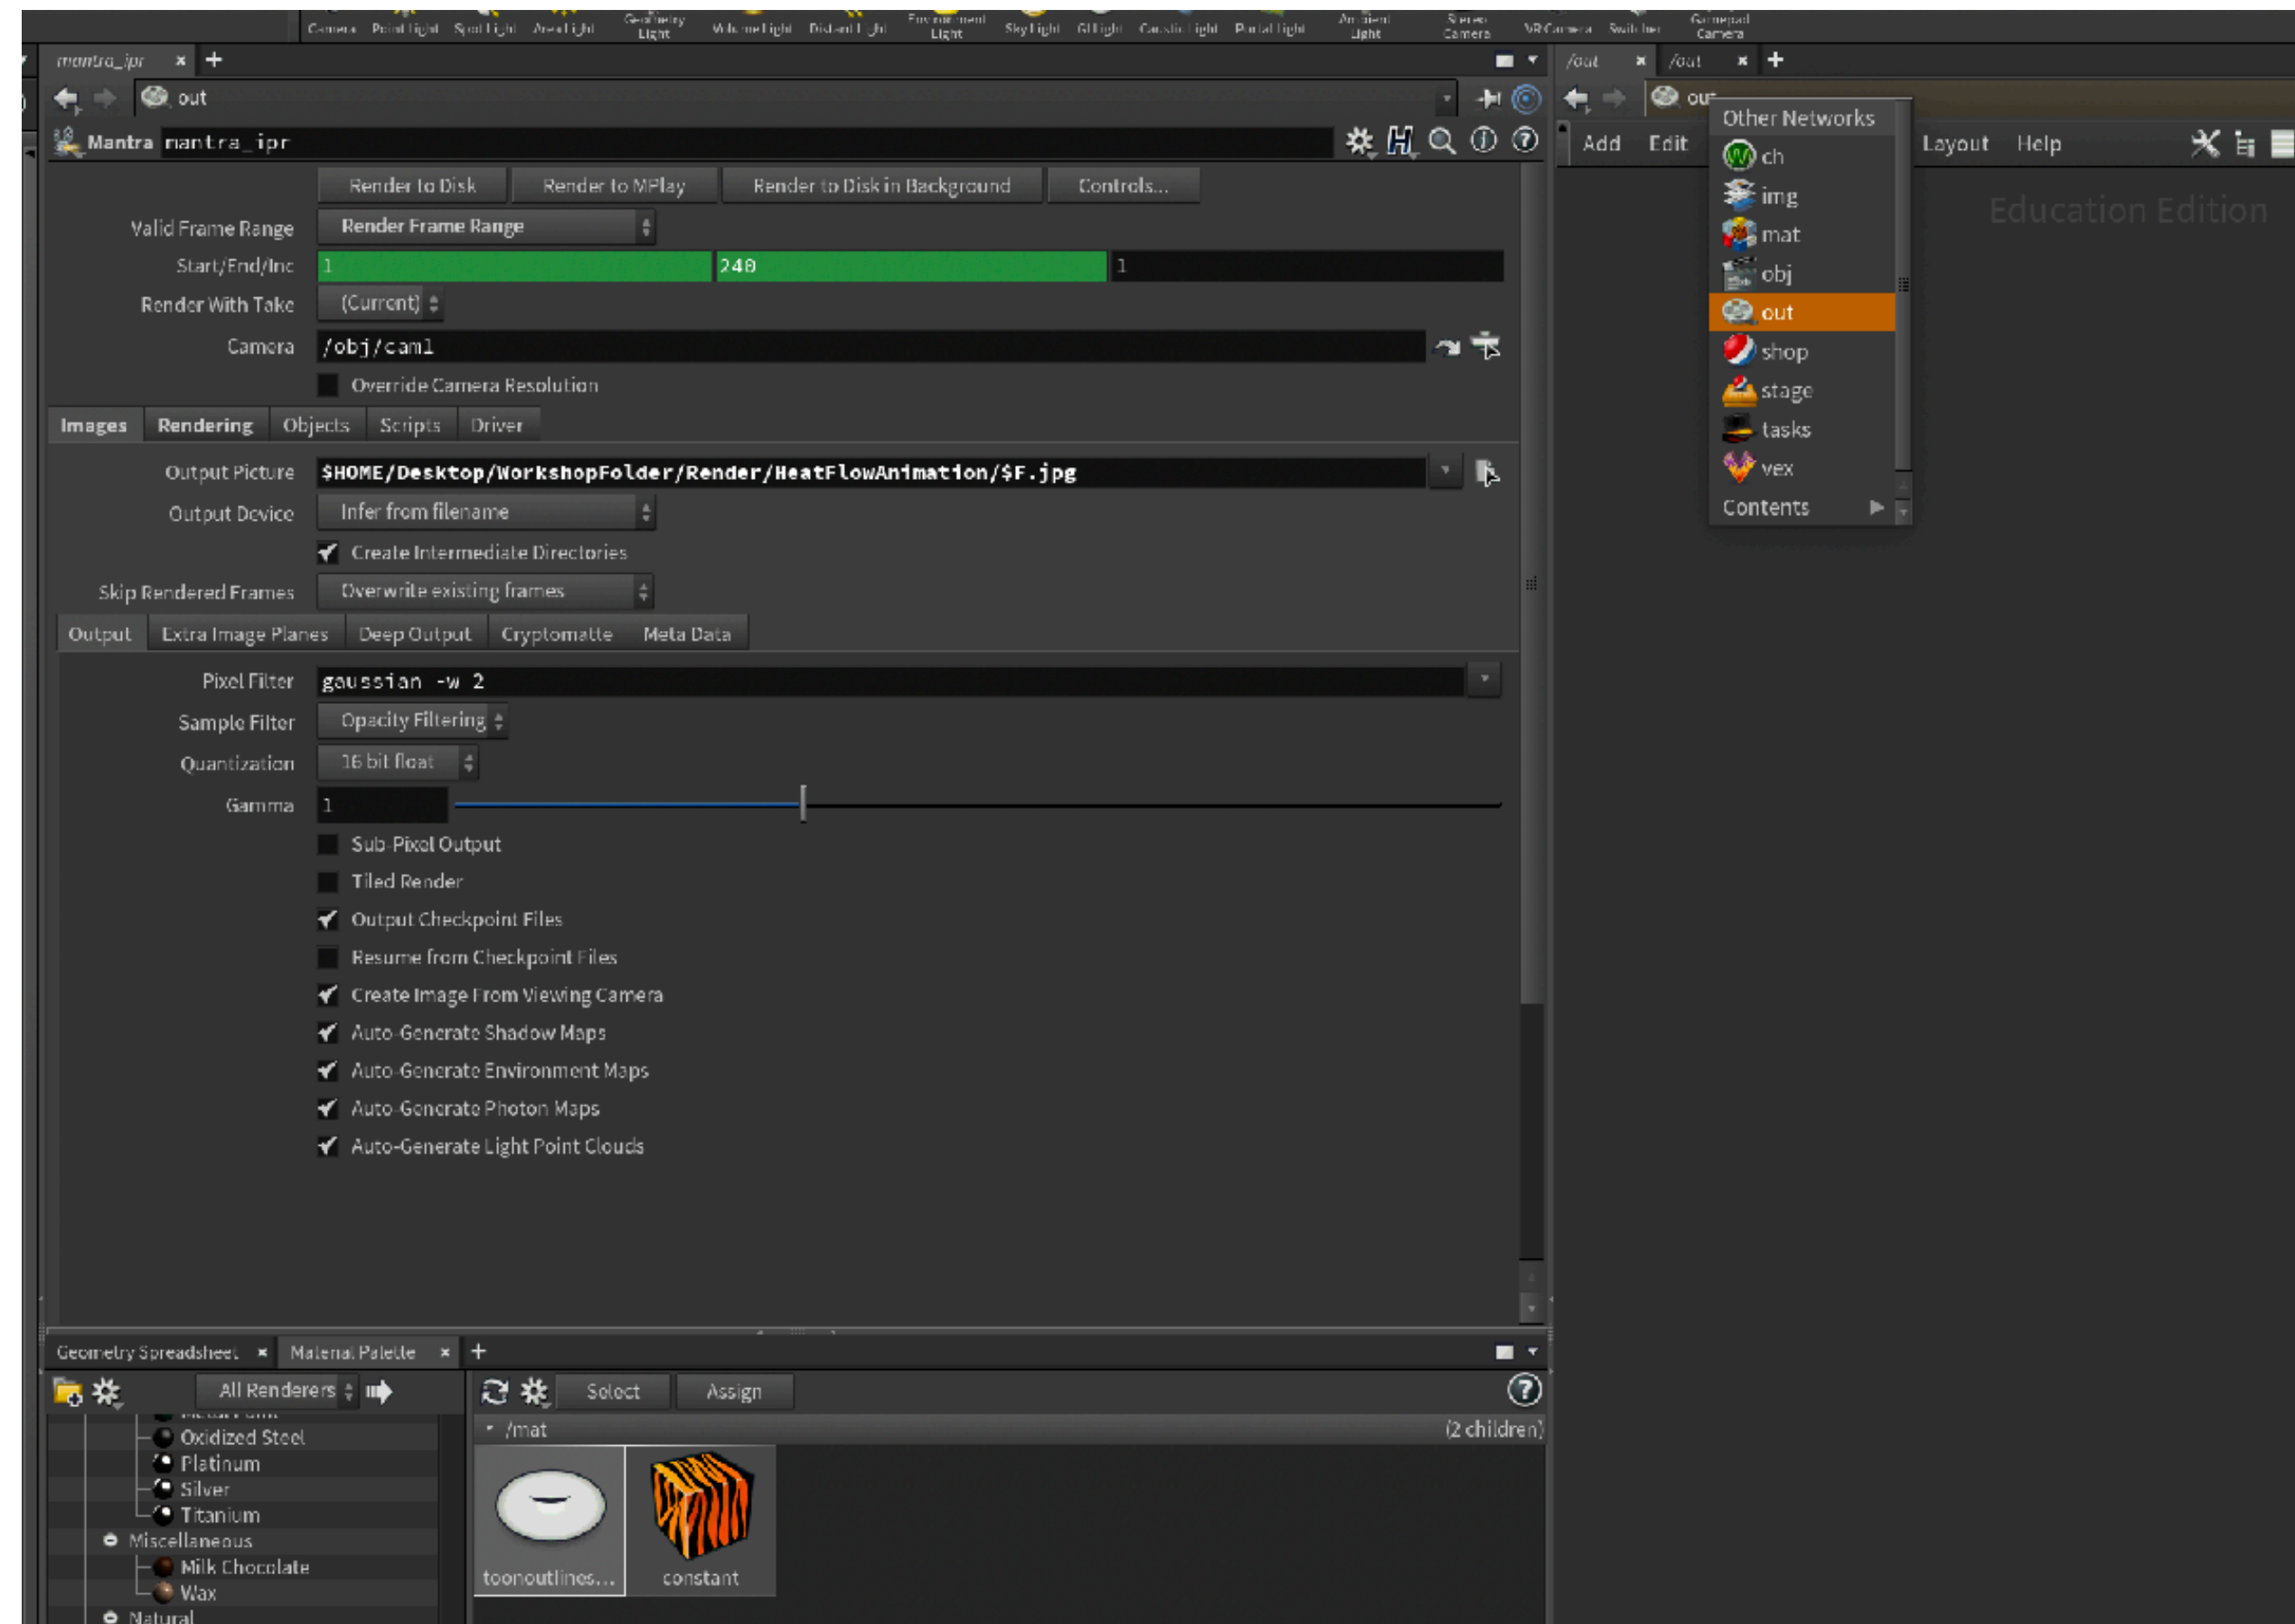 Camera Point Light Spot Light Area Light Geometry Light Volume Light Distant Light Environment Light Sky Light GI Light Caustic Light Portal Light Ambient Light Stereo Camera VR Camera Switcher Gamepad Camera
mantra_ipr
out
Mantra mantra_ipr
Render to Disk Render to MPlay Render to Disk in Background Controls...
Valid Frame Range Render Frame Range
Start/End/Inc 1 240 1
Render With Take (Current)
Camera /obj/cam1
Override Camera Resolution
Images Rendering Objects Scripts Driver
Output Picture $HOME/Desktop/WorkshopFolder/Render/HeatFlowAnimation/$F.jpg
Output Device Infer from filename
Create Intermediate Directories
Skip Rendered Frames Overwrite existing frames
Output Extra Image Planes Deep Output Cryptomatte Meta Data
Pixel Filter gaussian -w 2
Sample Filter Opacity Filtering
Quantization 16 bit float
Gamma 1
Sub-Pixel Output
Tiled Render
Output Checkpoint Files
Resume from Checkpoint Files
Create Image From Viewing Camera
Auto-Generate Shadow Maps
Auto-Generate Environment Maps
Auto-Generate Photon Maps
Auto-Generate Light Point Clouds
Geometry Spreadsheet Material Palette
All Renderers
Oxidized Steel
Platinum
Silver
Titanium
Miscellaneous
Milk Chocolate
Wax
Natural
Select Assign
/mat (2 children)
toonoutlines... constant
/out /out
Add Edit Layout Help
Education Edition
Other Networks
ch
img
mat
obj
out
shop
stage
tasks
vex
Contents